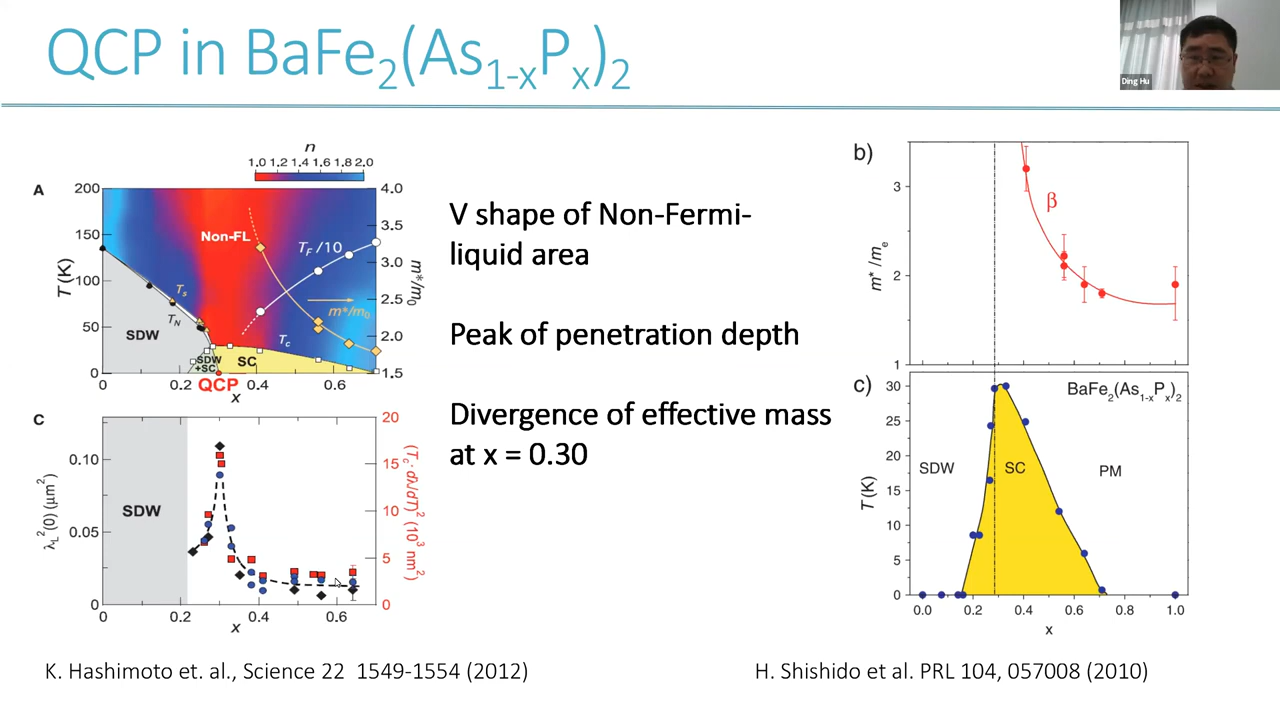 QCP in BaFe2(As1-xPx)2
Ding Hu
n
1.0 1.2 1.4 1.6 1.8 2.0
A
200
150
100
50
0
T (K)
4.0
3.5
3.0
2.5
2.0
1.5
m*/m0
Non-FL
TF /10
Ts
TN
m*/m0
Tc
SDW
SDW
+SC
SC
0
0.2
0.4
0.6
QCP
x
C
0.10
0.05
0
λL2(0) (μm2)
20
15
10
5
0
(Tc· dλ/dT)2 (103 nm2)
SDW
0
0.2
0.4
0.6
x
V shape of Non-Fermi-
liquid area
Peak of penetration depth
Divergence of effective mass
at x = 0.30
b)
3
2
1
m*/me
β
c)
30
25
20
15
10
5
0
T (K)
BaFe2(As1-xPx)2
SDW
SC
PM
0.0 0.2 0.4 0.6 0.8 1.0
x
K. Hashimoto et. al., Science 22 1549-1554 (2012)
H. Shishido et al. PRL 104, 057008 (2010)